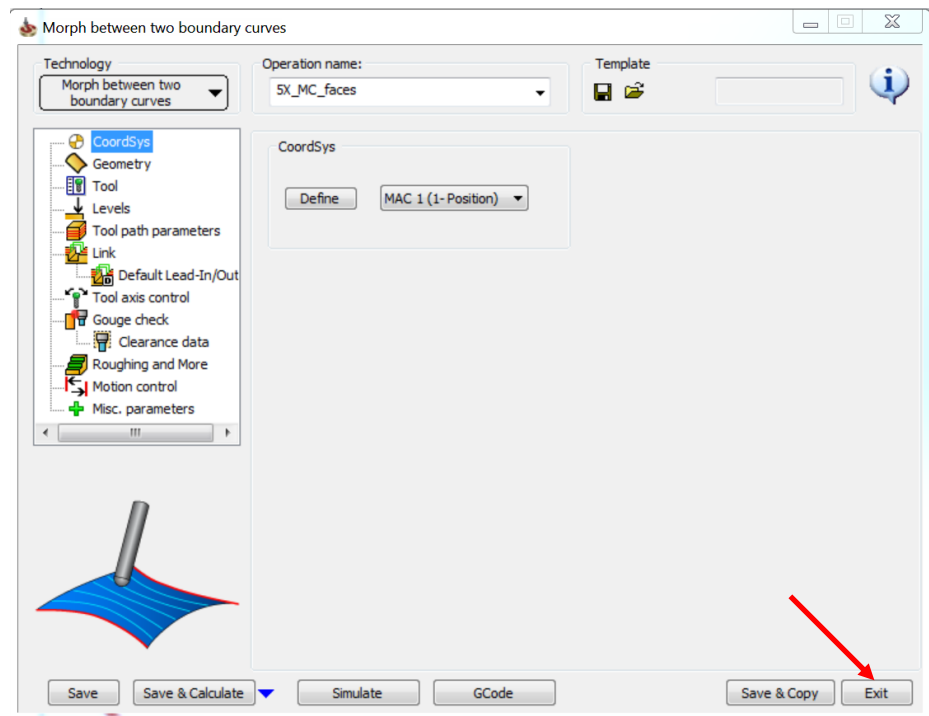 Morph between two boundary curves
Technology
Morph between two
boundary curves
Operation name:
5X_MC_faces
Template
CoordSys
Geometry
Tool
Levels
Tool path parameters
Link
Default Lead-In/Out
Tool axis control
Gouge check
Clearance data
Roughing and More
Motion control
Misc. parameters
CoordSys
Define
MAC 1 (1- Position)
Save
Save & Calculate
Simulate
GCode
Save & Copy
Exit